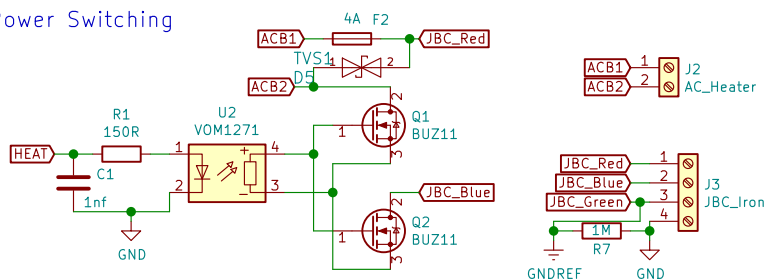 Power Switching
4A F2
ACB1 JBC_Red
TVS1
1 2
D5
ACB2
2
Q1
BUZ11
1
3
R1
150R
U2
VOM1271
HEAT
1 4
2 3
C1
1nf
GND
JBC_Blue
2
Q2
BUZ11
1
3
ACB1 1 J2
ACB2 2 AC_Heater
JBC_Red 1
JBC_Blue 2 J3
JBC_Green 3 JBC_Iron
4
1M
R7
GNDREF GND